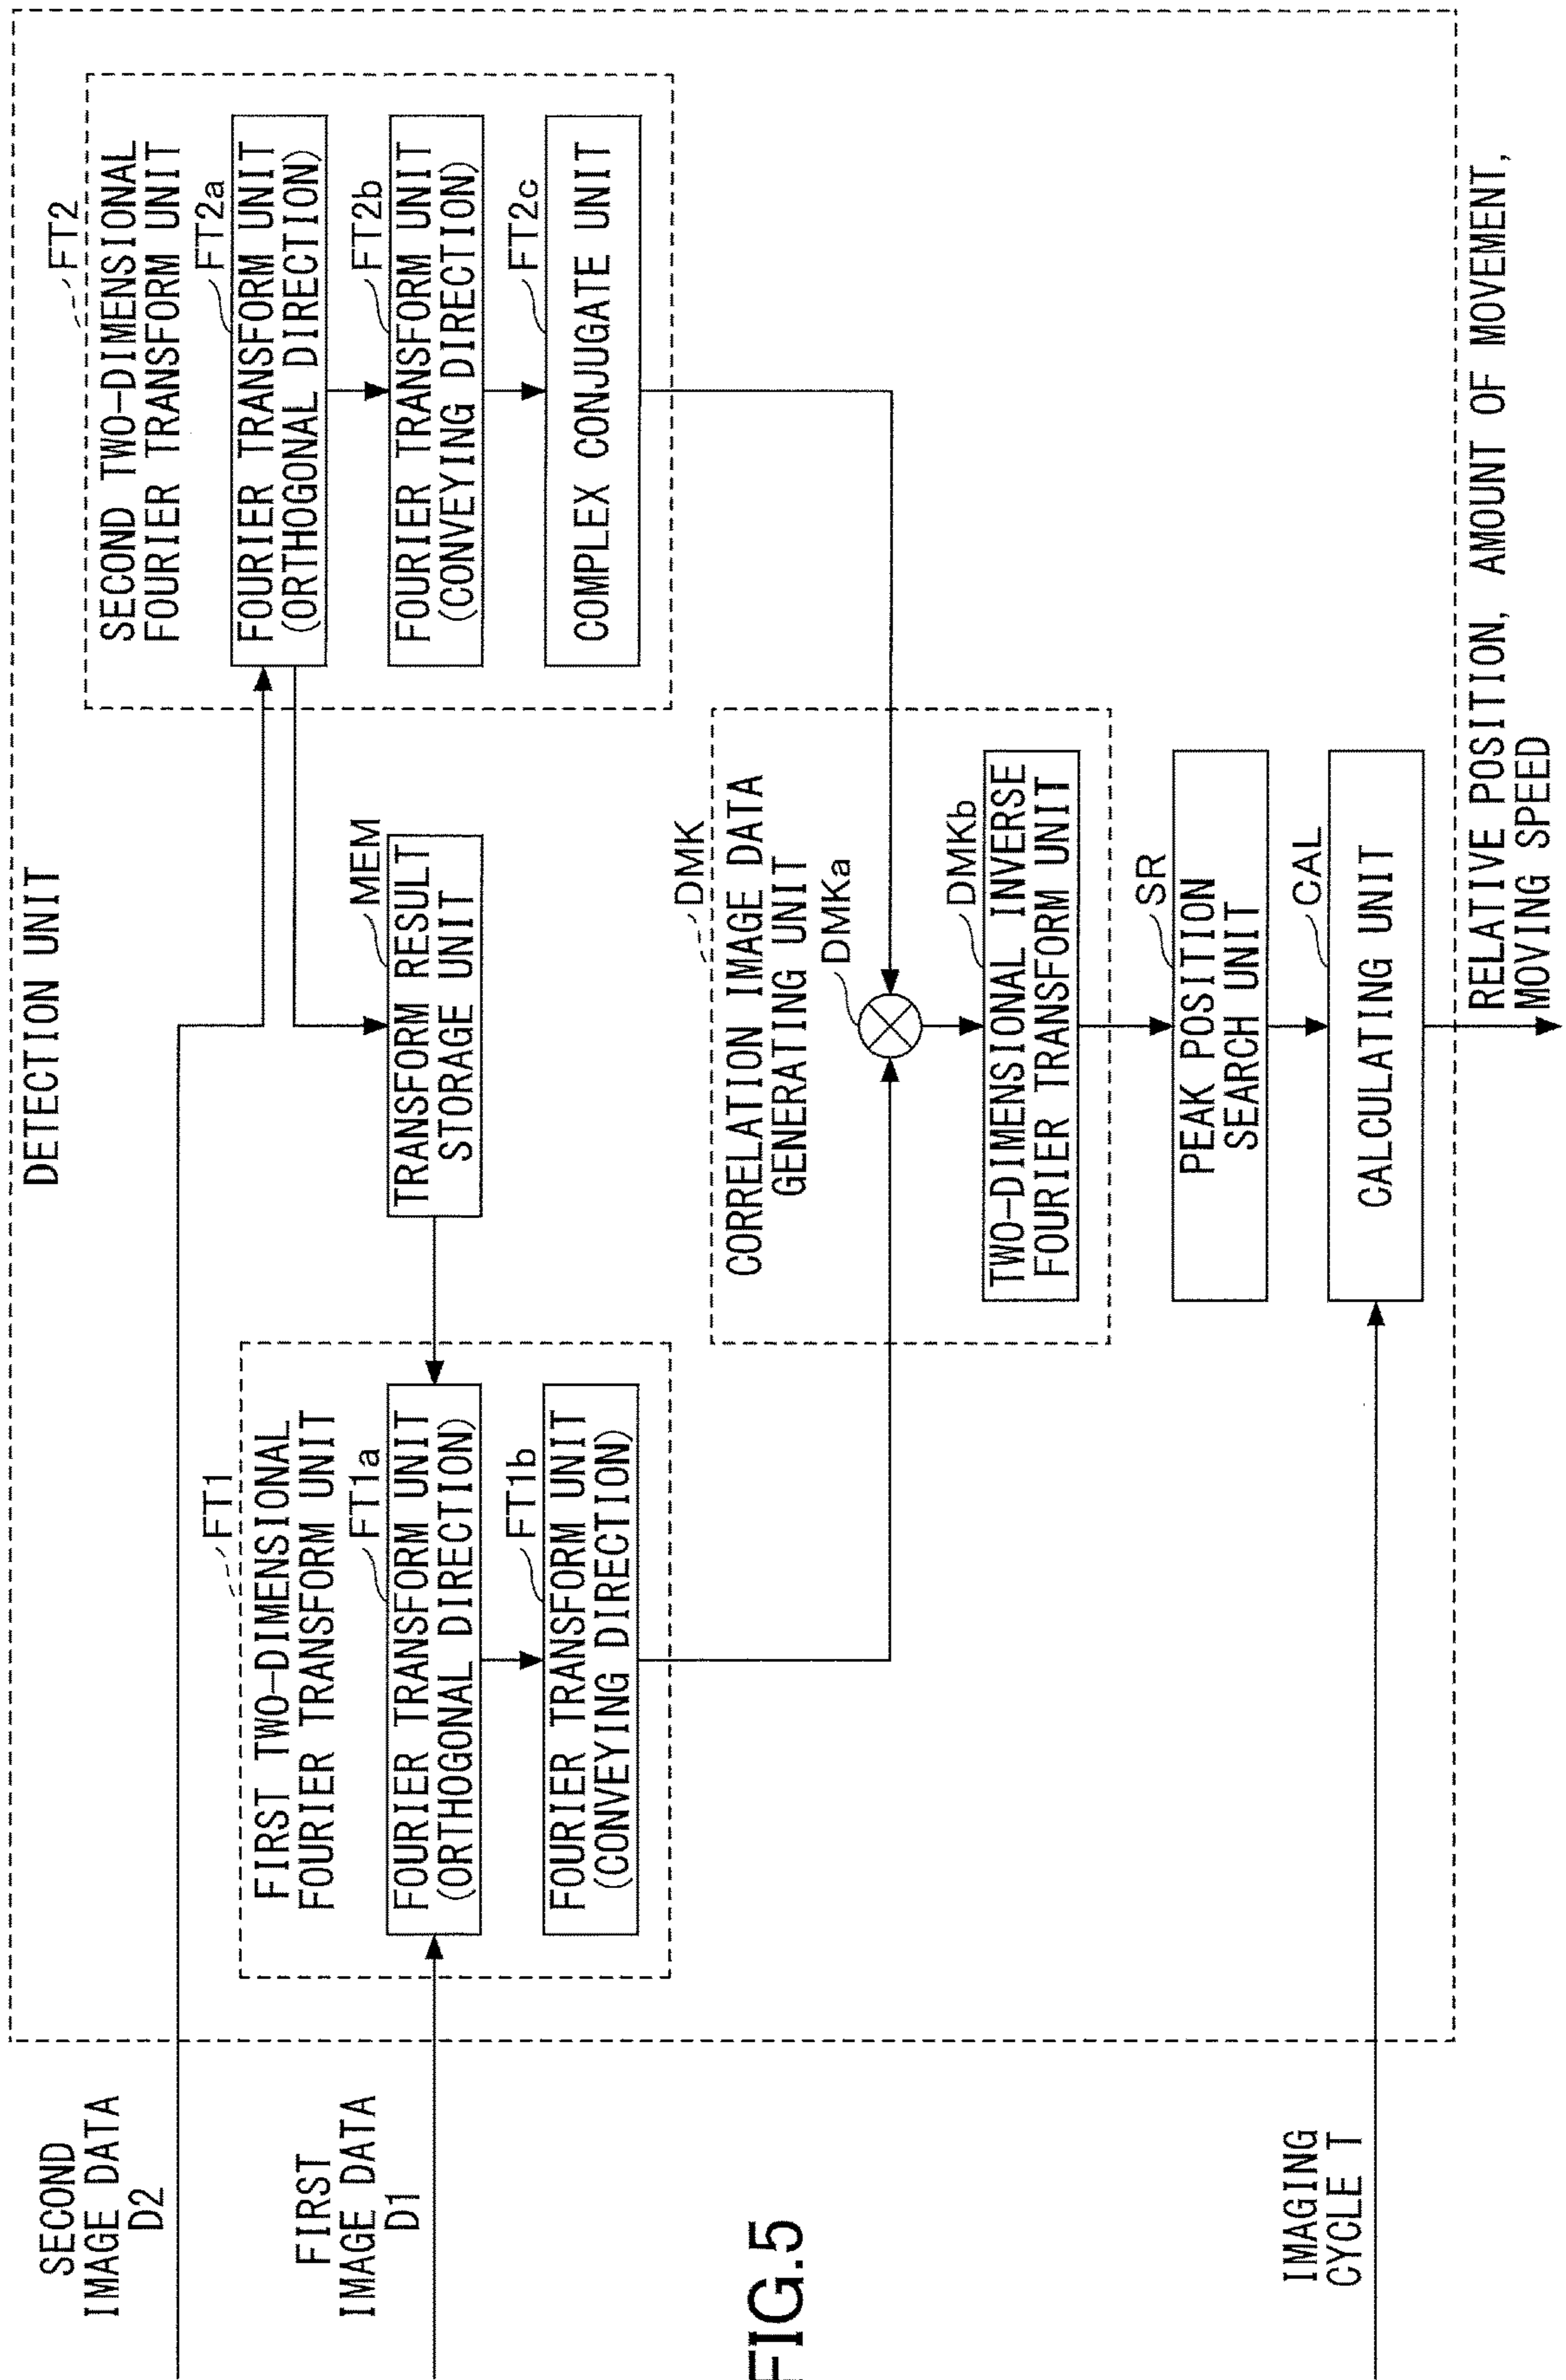 DETECTION UNIT
SECOND
IMAGE DATA
D2
FT2
SECOND TWO-DIMENSIONAL
FOURIER TRANSFORM UNIT
FT2a
FOURIER TRANSFORM UNIT
(ORTHOGONAL DIRECTION)
FT2b
FOURIER TRANSFORM UNIT
(CONVEYING DIRECTION)
FT2c
COMPLEX CONJUGATE UNIT
MEM
TRANSFORM RESULT
STORAGE UNIT
FIRST
IMAGE DATA
D1
FT1
FIRST TWO-DIMENSIONAL
FOURIER TRANSFORM UNIT
FT1a
FOURIER TRANSFORM UNIT
(ORTHOGONAL DIRECTION)
FT1b
FOURIER TRANSFORM UNIT
(CONVEYING DIRECTION)
DMK
CORRELATION IMAGE DATA
GENERATING UNIT
DMKa
DMKb
TWO-DIMENSIONAL INVERSE
FOURIER TRANSFORM UNIT
SR
PEAK POSITION
SEARCH UNIT
CAL
CALCULATING UNIT
IMAGING
CYCLE T
RELATIVE POSITION, AMOUNT OF MOVEMENT,
MOVING SPEED
FIG.5